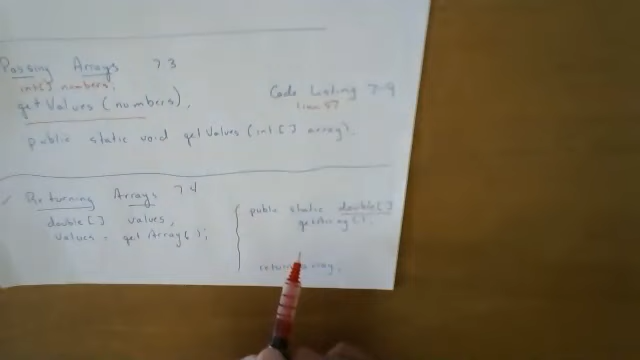 Passing Arrays 7.3
int[] numbers;
getValues(numbers);
Code Listing 7-9
public static void getValues(int[] array);
Returning Arrays 7.4
double[] values;
values = getArray();
public static double[]
getArray();
return array;